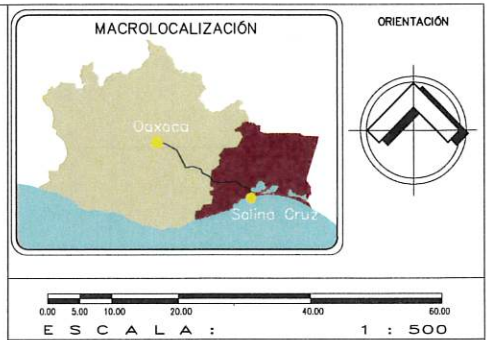 MACROLOCALIZACIÓN
Oaxaca
Salina Cruz
ORIENTACIÓN
0.00 5.00 10.00 20.00 40.00 60.00
ESCALA: 1 : 500